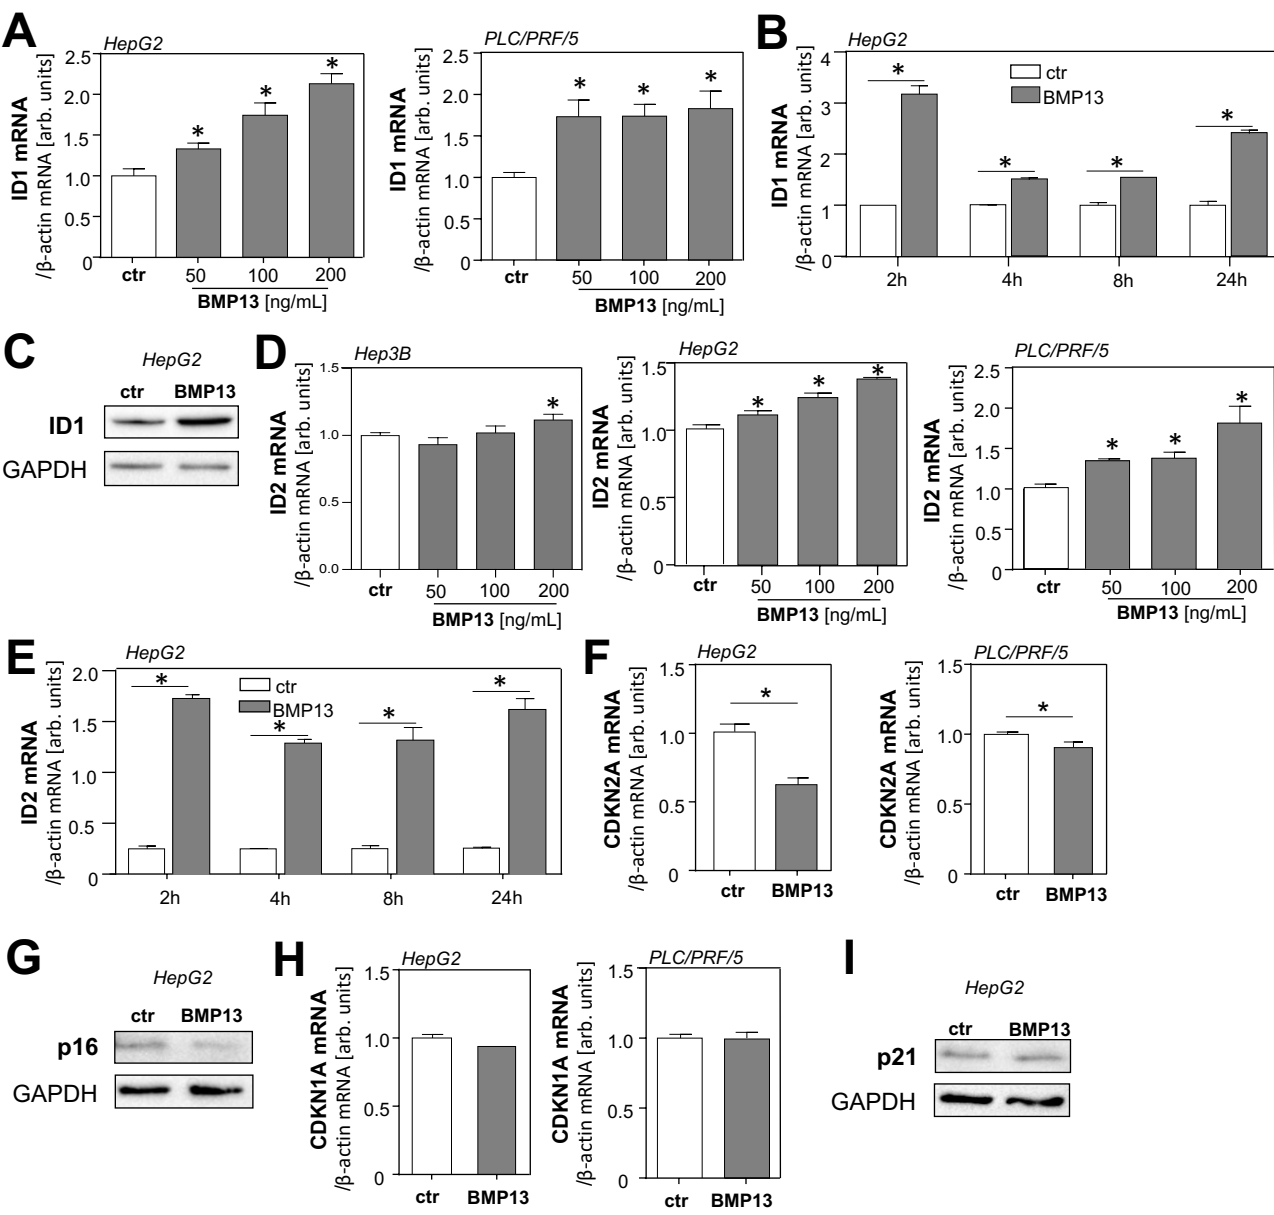 A
HepG2
ID1 mRNA
/β-actin mRNA [arb. units]
2.5
2.0
1.5
1.0
0.5
0
*
*
*
ctr
50
100
200
BMP13 [ng/mL]
PLC/PRF/5
ID1 mRNA
/β-actin mRNA [arb. units]
2.5
2.0
1.5
1.0
0.5
0
*
*
*
ctr
50
100
200
BMP13 [ng/mL]
B
HepG2
ID1 mRNA
/β-actin mRNA [arb. units]
4
3
2
1
0
ctr
BMP13
*
*
*
*
2h
4h
8h
24h
C
HepG2
ctr BMP13
ID1
GAPDH
D
Hep3B
ID2 mRNA
/β-actin mRNA [arb. units]
1.5
1.0
0.5
0.0
*
ctr
50
100
200
BMP13 [ng/mL]
HepG2
ID2 mRNA
/β-actin mRNA [arb. units]
1.5
1.0
0.5
0
*
*
*
ctr
50
100
200
BMP13 [ng/mL]
PLC/PRF/5
ID2 mRNA
/β-actin mRNA [arb. units]
2.5
2.0
1.5
1.0
0.5
0
*
*
*
ctr
50
100
200
BMP13 [ng/mL]
E
HepG2
ID2 mRNA
/β-actin mRNA [arb. units]
2.0
1.5
1.0
0.5
0
ctr
BMP13
*
*
*
*
2h
4h
8h
24h
F
HepG2
CDKN2A mRNA
/β-actin mRNA [arb. units]
1.5
1.0
0.5
0
*
ctr
BMP13
PLC/PRF/5
CDKN2A mRNA
/β-actin mRNA [arb. units]
1.5
1.0
0.5
0
*
ctr
BMP13
G
HepG2
ctr BMP13
p16
GAPDH
H
HepG2
CDKN1A mRNA
/β-actin mRNA [arb. units]
1.5
1.0
0.5
0
ctr
BMP13
PLC/PRF/5
CDKN1A mRNA
/β-actin mRNA [arb. units]
1.5
1.0
0.5
0
ctr
BMP13
I
HepG2
ctr BMP13
p21
GAPDH